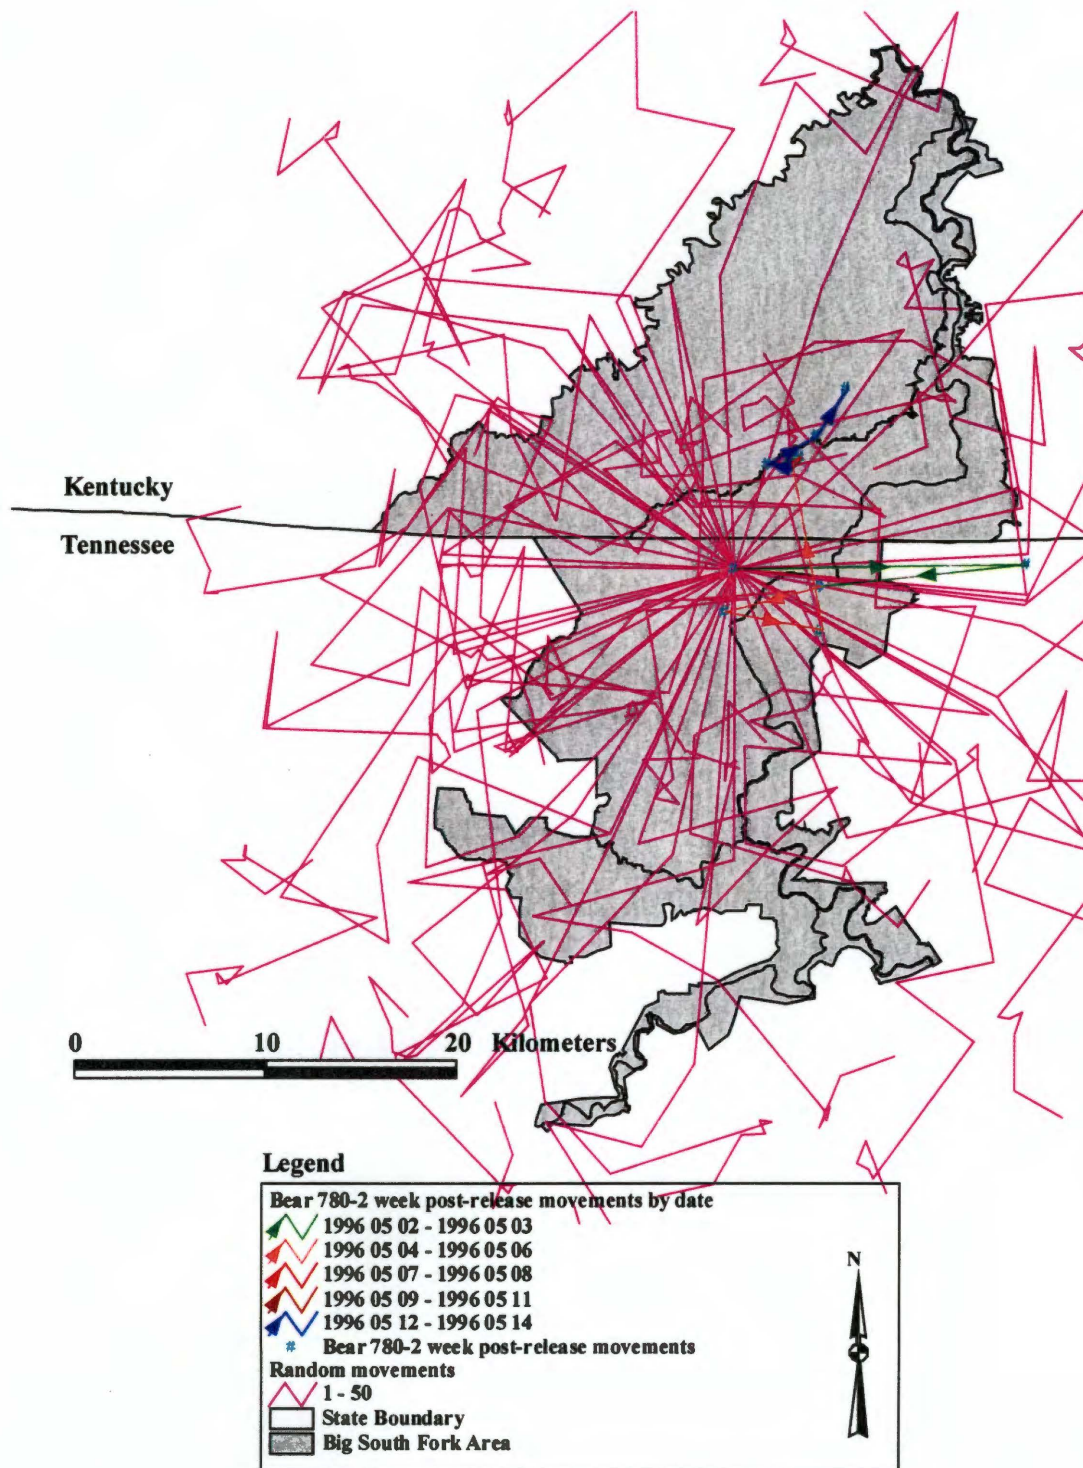 Kentucky
Tennessee
0 10 20 Kilometers
Legend
Bear 780-2 week post-release movements by date
1996 05 02 - 1996 05 03
1996 05 04 - 1996 05 06
1996 05 07 - 1996 05 08
1996 05 09 - 1996 05 11
1996 05 12 - 1996 05 14
# Bear 780-2 week post-release movements
Random movements
1 - 50
State Boundary
Big South Fork Area
N